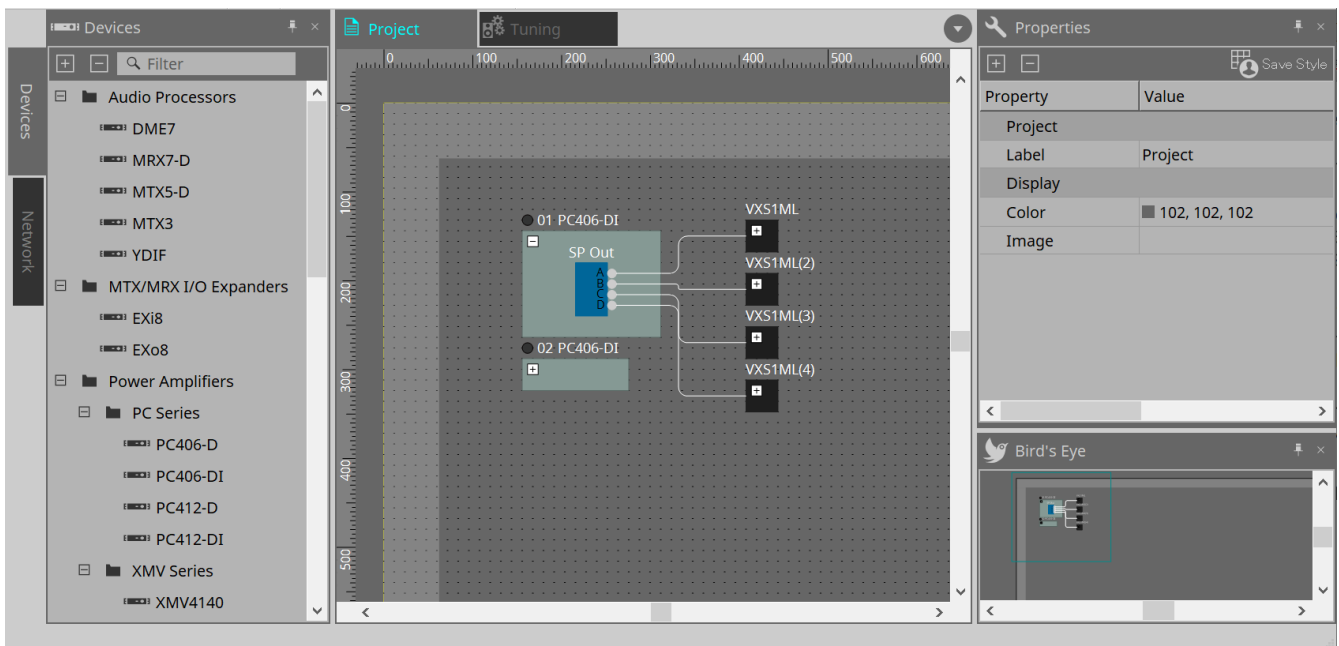 Devices
Filter
Audio Processors
DME7
MRX7-D
MTX5-D
MTX3
YDIF
MTX/MRX I/O Expanders
EXi8
EXo8
Power Amplifiers
PC Series
PC406-D
PC406-DI
PC412-D
PC412-DI
XMV Series
XMV4140
Devices
Network
Project
Tuning
0 100 200 300 400 500 600
0
100
200
300
400
500
01 PC406-DI
SP Out
A
B
C
D
02 PC406-DI
VXS1ML
VXS1ML(2)
VXS1ML(3)
VXS1ML(4)
Properties
Save Style
Property Value
Project
Label Project
Display
Color 102, 102, 102
Image
Bird's Eye